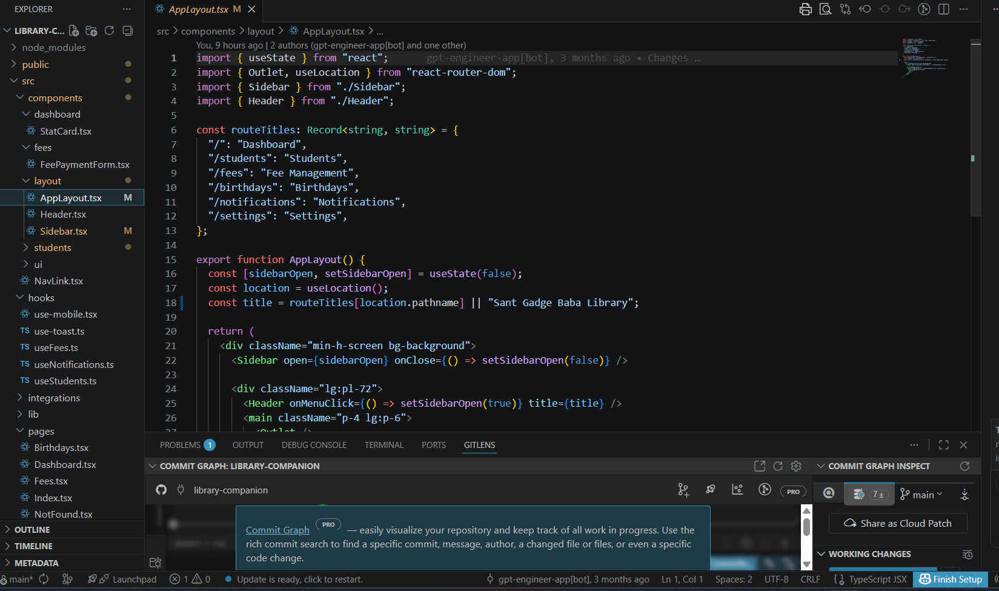 EXPLORER
LIBRARY-C...
node_modules
public
src
components
dashboard
StatCard.tsx
fees
FeePaymentForm.tsx
layout
AppLayout.tsx M
Header.tsx
Sidebar.tsx M
students
ui
NavLink.tsx
hooks
use-mobile.tsx
TS use-toast.ts
TS useFees.ts
TS useNotifications.ts
TS useStudents.ts
integrations
lib
pages
Birthdays.tsx
Dashboard.tsx
Fees.tsx
Index.tsx
NotFound.tsx
OUTLINE
TIMELINE
METADATA
AppLayout.tsx M
src > components > layout > AppLayout.tsx > ...
You, 9 hours ago | 2 authors (gpt-engineer-app[bot] and one other)
1 import { useState } from "react"; gpt-engineer-app[bot], 3 months ago • Changes …
2 import { Outlet, useLocation } from "react-router-dom";
3 import { Sidebar } from "./Sidebar";
4 import { Header } from "./Header";
5
6 const routeTitles: Record<string, string> = {
7 "/": "Dashboard",
8 "/students": "Students",
9 "/fees": "Fee Management",
10 "/birthdays": "Birthdays",
11 "/notifications": "Notifications",
12 "/settings": "Settings",
13 };
14
15 export function AppLayout() {
16 const [sidebarOpen, setSidebarOpen] = useState(false);
17 const location = useLocation();
18 const title = routeTitles[location.pathname] || "Sant Gadge Baba Library";
19
20 return (
21 <div className="min-h-screen bg-background">
22 <Sidebar open={sidebarOpen} onClose={() => setSidebarOpen(false)} />
23
24 <div className="lg:pl-72">
25 <Header onMenuClick={() => setSidebarOpen(true)} title={title} />
26 <main className="p-4 lg:p-6">
27 <Outlet />
PROBLEMS 1 OUTPUT DEBUG CONSOLE TERMINAL PORTS GITLENS
COMMIT GRAPH: LIBRARY-COMPANION
library-companion PRO
Commit Graph PRO — easily visualize your repository and keep track of all work in progress. Use the
rich commit search to find a specific commit, message, author, a changed file or files, or even a specific
code change.
COMMIT GRAPH INSPECT
7± main
Share as Cloud Patch
WORKING CHANGES
main* Launchpad 1 0 Update is ready, click to restart. gpt-engineer-app[bot], 3 months ago Ln 1, Col 1 Spaces: 2 UTF-8 CRLF {} TypeScript JSX Finish Setup